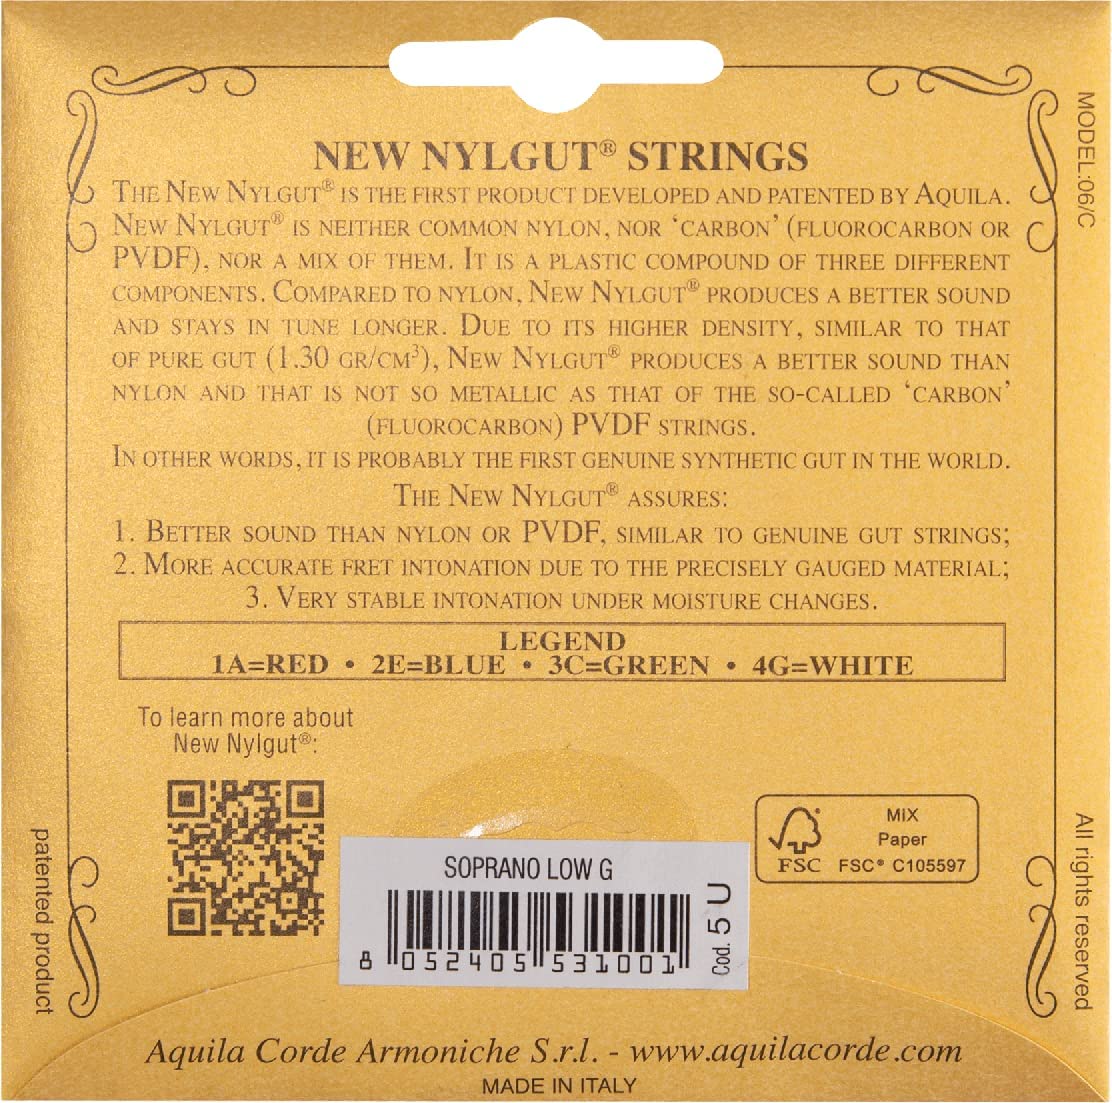 NEW NYLGUT® STRINGS
THE NEW NYLGUT® IS THE FIRST PRODUCT DEVELOPED AND PATENTED BY AQUILA.
NEW NYLGUT® IS NEITHER COMMON NYLON, NOR ‘CARBON’ (FLUOROCARBON OR
PVDF), NOR A MIX OF THEM. IT IS A PLASTIC COMPOUND OF THREE DIFFERENT
COMPONENTS. COMPARED TO NYLON, NEW NYLGUT® PRODUCES A BETTER SOUND
AND STAYS IN TUNE LONGER. DUE TO ITS HIGHER DENSITY, SIMILAR TO THAT
OF PURE GUT (1.30 GR/CM³), NEW NYLGUT® PRODUCES A BETTER SOUND THAN
NYLON AND THAT IS NOT SO METALLIC AS THAT OF THE SO-CALLED ‘CARBON’
(FLUOROCARBON) PVDF STRINGS.
IN OTHER WORDS, IT IS PROBABLY THE FIRST GENUINE SYNTHETIC GUT IN THE WORLD.
THE NEW NYLGUT® ASSURES:
1. BETTER SOUND THAN NYLON OR PVDF, SIMILAR TO GENUINE GUT STRINGS;
2. MORE ACCURATE FRET INTONATION DUE TO THE PRECISELY GAUGED MATERIAL;
3. VERY STABLE INTONATION UNDER MOISTURE CHANGES.
LEGEND
1A=RED • 2E=BLUE • 3C=GREEN • 4G=WHITE
MODEL:06/C
To learn more about
New Nylgut®:
MIX
Paper
FSC FSC® C105597
SOPRANO LOW G
8 052405 531001
Cod. 5 U
patented product
All rights reserved
Aquila Corde Armoniche S.r.l. - www.aquilacorde.com
MADE IN ITALY